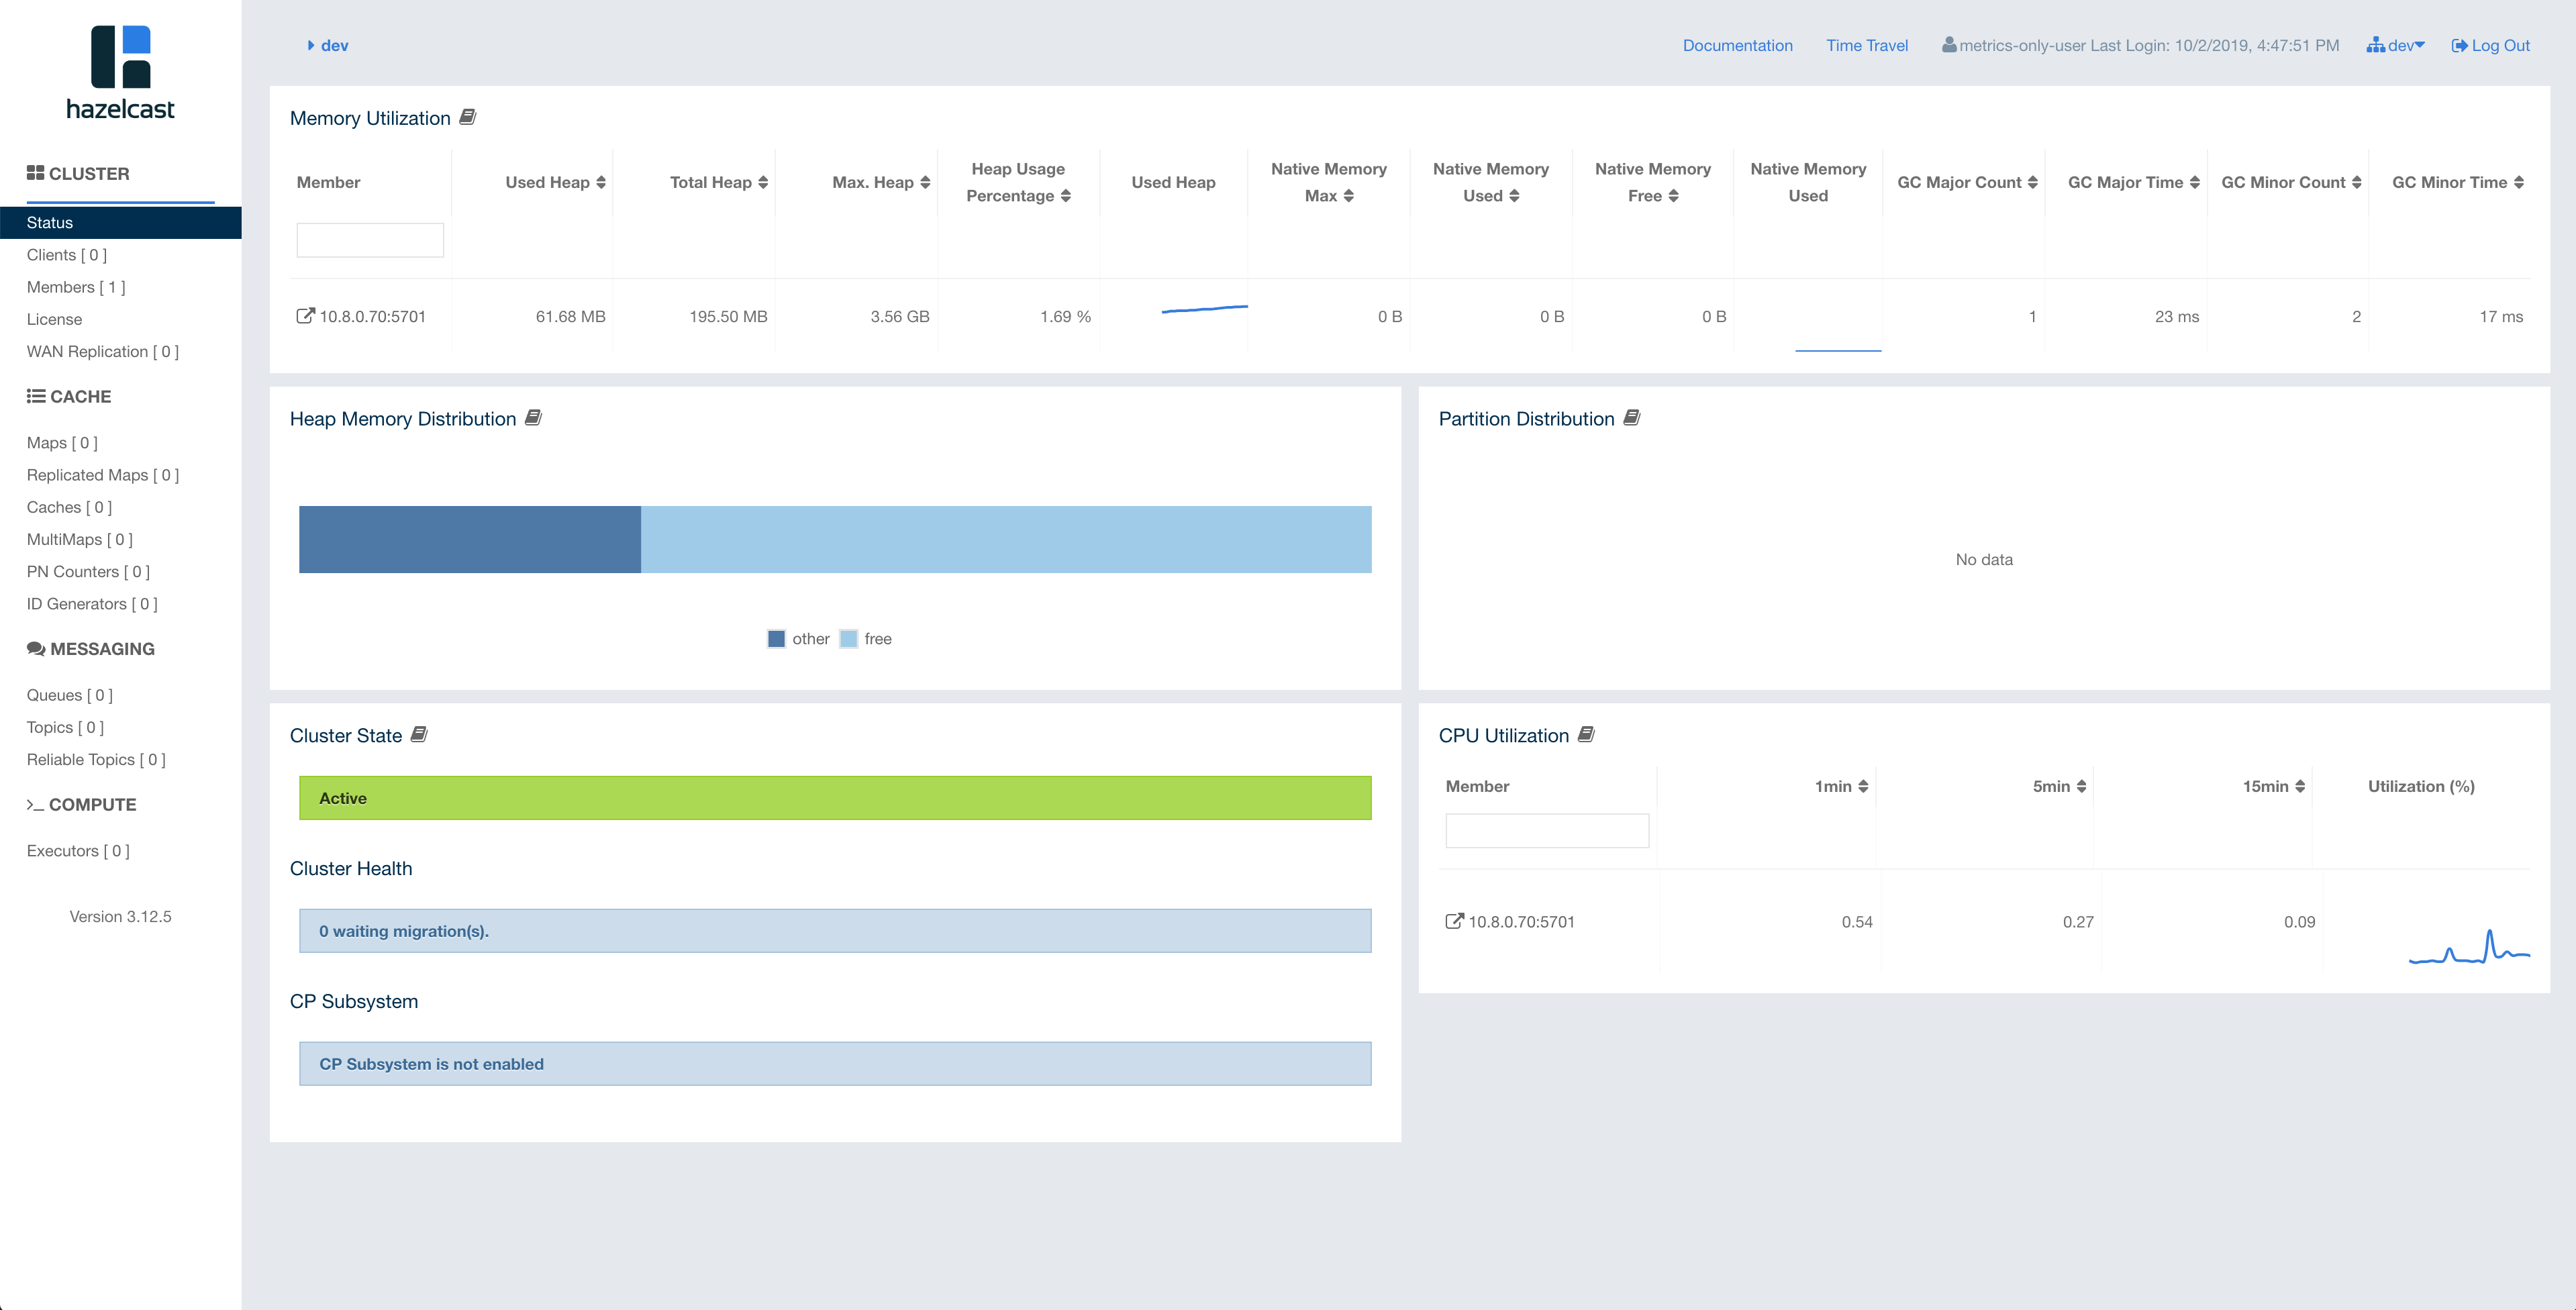 hazelcast
CLUSTER
Status
Clients [ 0 ]
Members [ 1 ]
License
WAN Replication [ 0 ]
CACHE
Maps [ 0 ]
Replicated Maps [ 0 ]
Caches [ 0 ]
MultiMaps [ 0 ]
PN Counters [ 0 ]
ID Generators [ 0 ]
MESSAGING
Queues [ 0 ]
Topics [ 0 ]
Reliable Topics [ 0 ]
COMPUTE
Executors [ 0 ]
Version 3.12.5
dev Documentation Time Travel metrics-only-user Last Login: 10/2/2019, 4:47:51 PM dev Log Out
Memory Utilization
Member Used Heap Total Heap Max. Heap Heap Usage Percentage Used Heap Native Memory Max Native Memory Used Native Memory Free Native Memory Used GC Major Count GC Major Time GC Minor Count GC Minor Time
10.8.0.70:5701 61.68 MB 195.50 MB 3.56 GB 1.69 % 0 B 0 B 0 B 1 23 ms 2 17 ms
Heap Memory Distribution
other free
Partition Distribution
No data
Cluster State
Active
Cluster Health
0 waiting migration(s).
CP Subsystem
CP Subsystem is not enabled
CPU Utilization
Member 1min 5min 15min Utilization (%)
10.8.0.70:5701 0.54 0.27 0.09